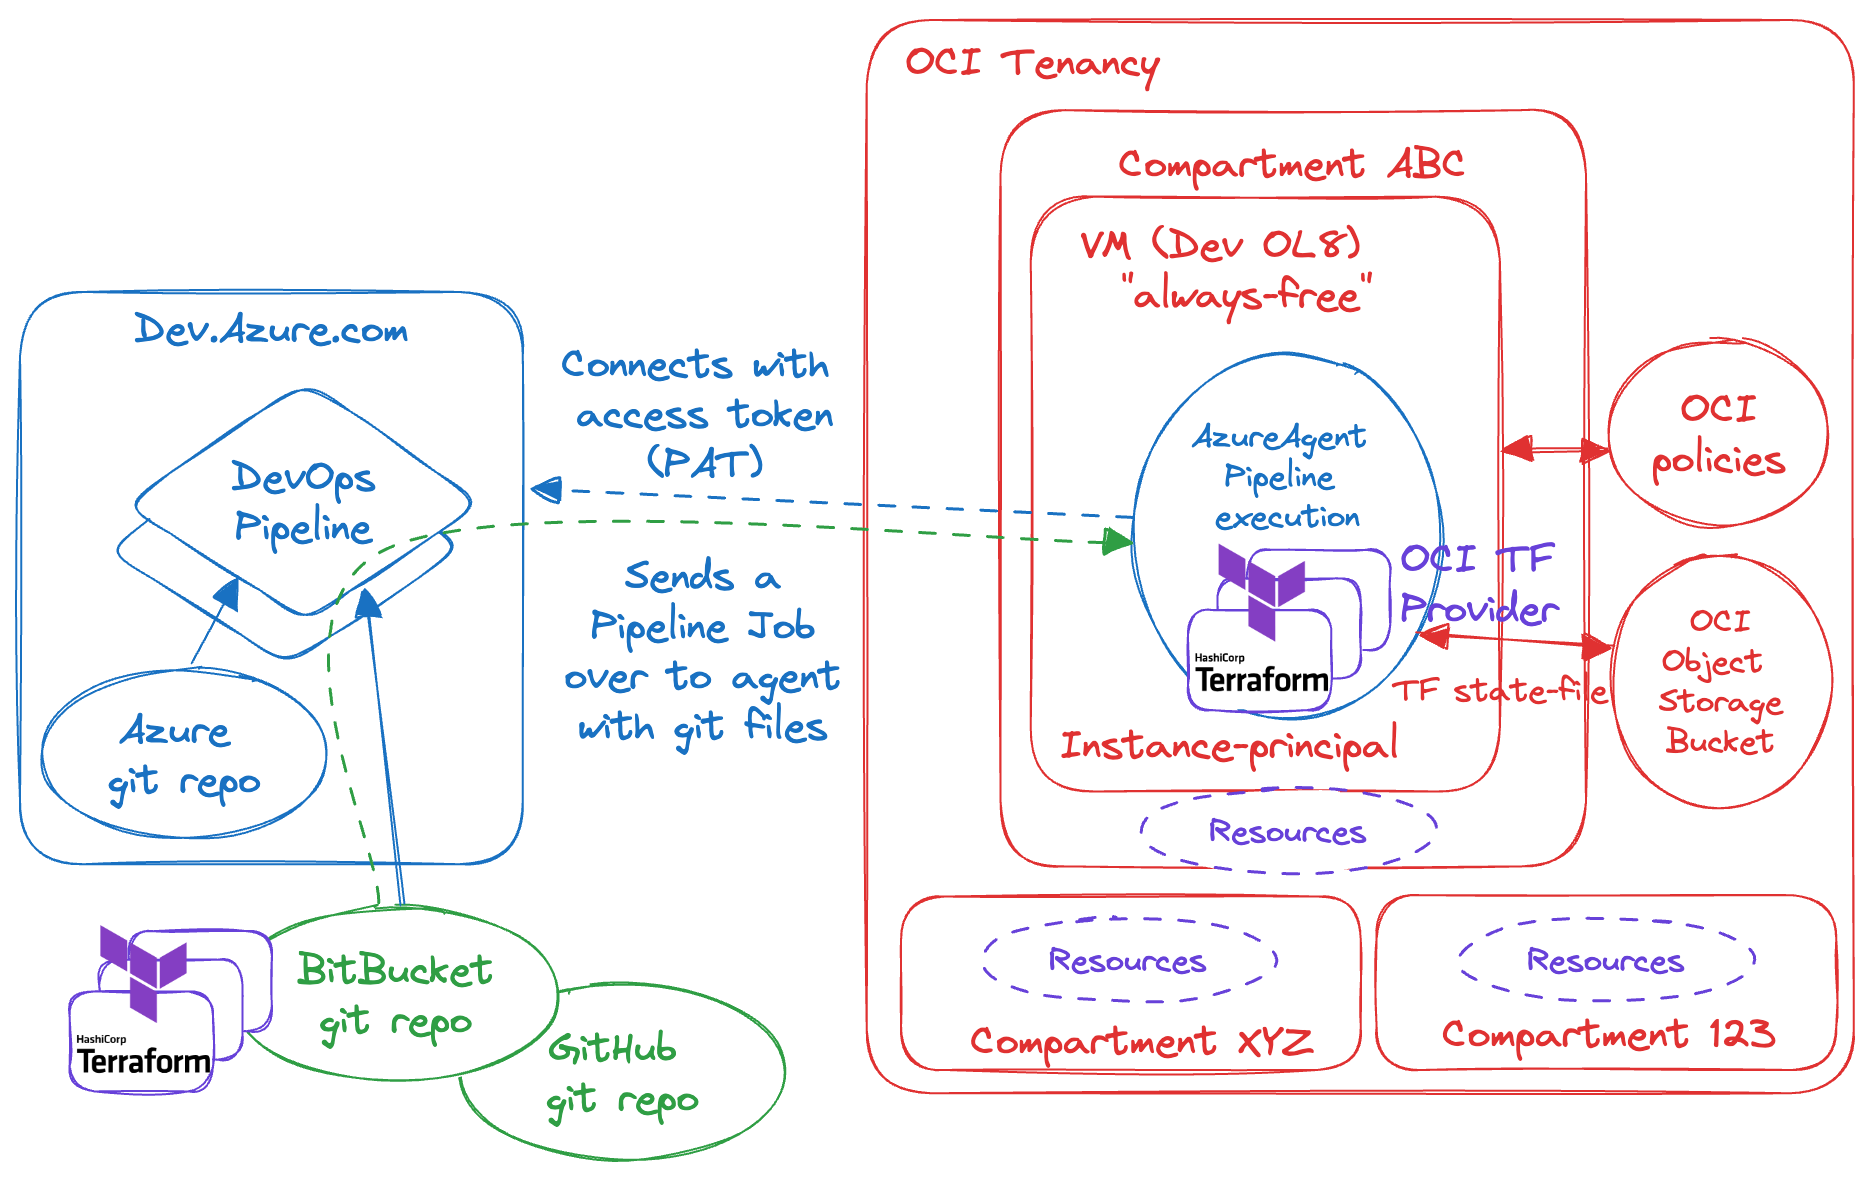 OCI Tenancy
Compartment ABC
VM (Dev OL8)
"always-free"
Dev.Azure.com
DevOps
Pipeline
Azure
git repo
Connects with
access token
(PAT)
Sends a
Pipeline Job
over to agent
with git files
AzureAgent
Pipeline
execution
OCI TF
Provider
HashiCorp
Terraform
TF state-file
Instance-principal
OCI
policies
OCI
Object
Storage
Bucket
Resources
Resources
Compartment XYZ
Resources
Compartment 123
HashiCorp
Terraform
BitBucket
git repo
GitHub
git repo